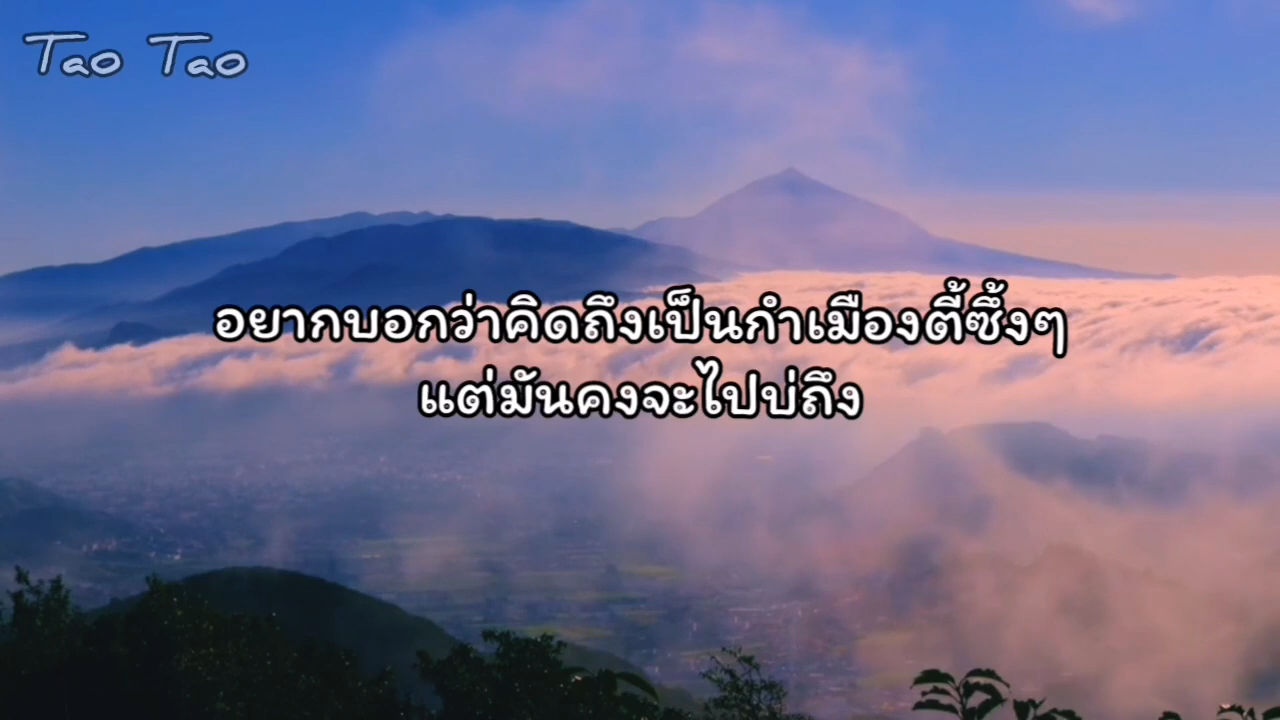 Tao Tao
อยากบอกว่าคิดถึงเป็นกำเมืองตี้ซึ้งๆ
แต่มันคงจะไปบ่ถึง